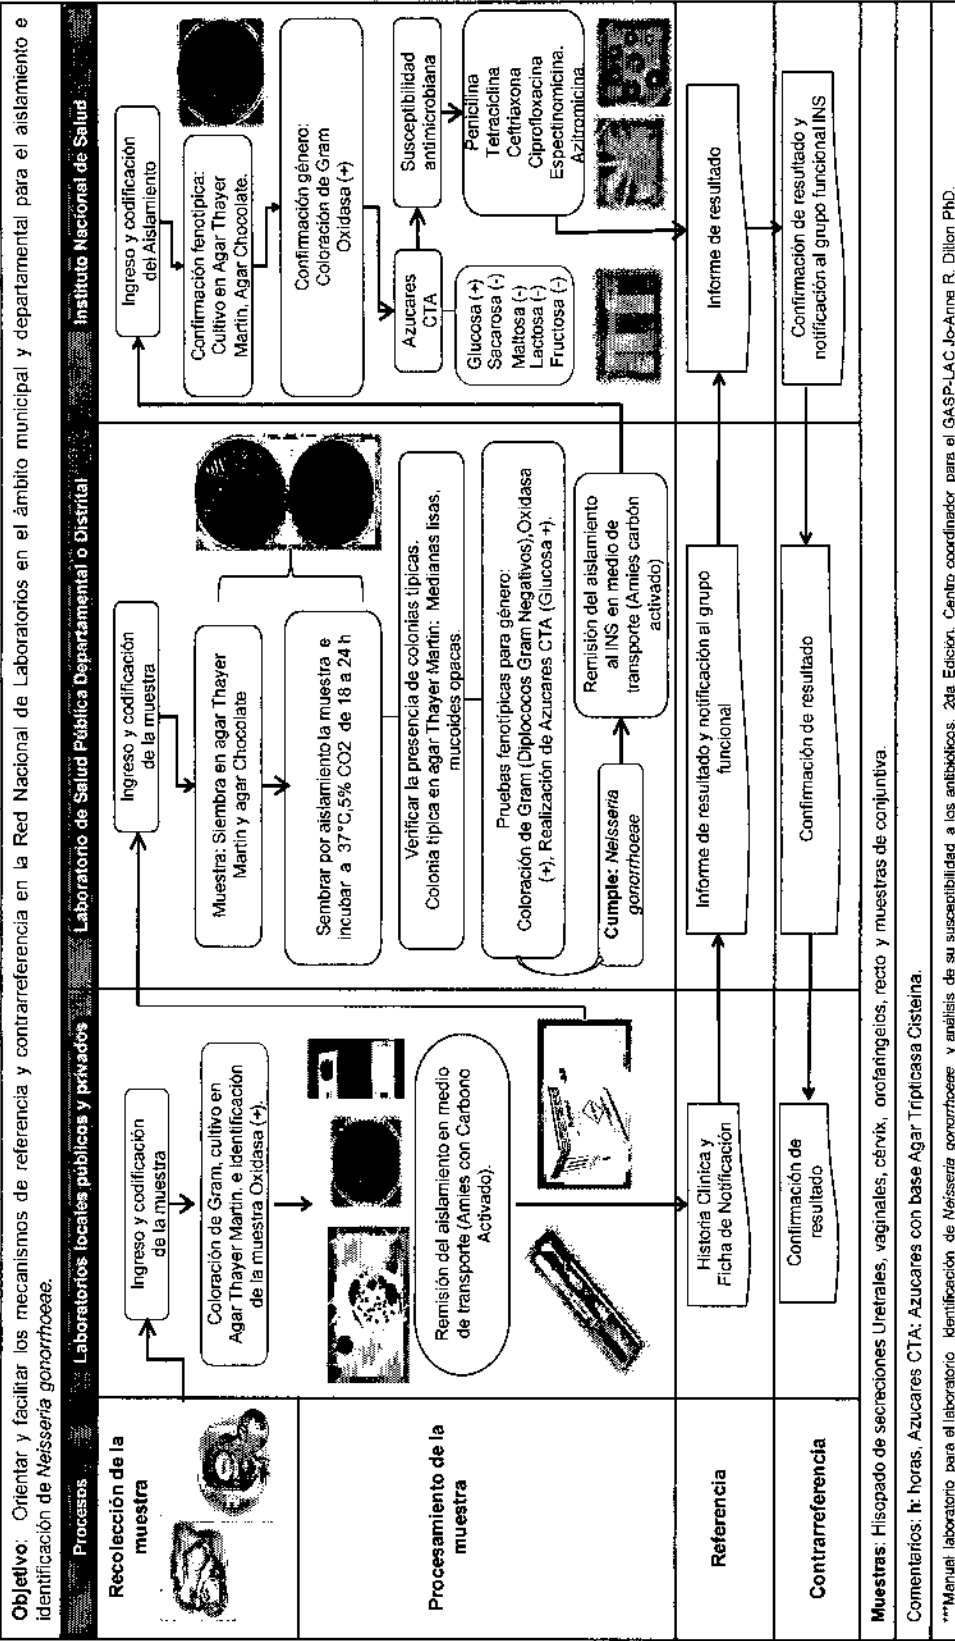 Objetivo: Orientar y facilitar los mecanismos de referencia y contrarreferencia en la Red Nacional de Laboratorios en el ámbito municipal y departamental para el aislamiento e
identificación de Neisseria gonorrhoeae.
Procesos
Laboratorios locales públicos y privados
Laboratorio de Salud Pública Departamental o Distrital
Instituto Nacional de Salud
Recolección de la
muestra
Ingreso y codificación
de la muestra
Coloración de Gram, cultivo en
Agar Thayer Martin. e Identificación
de la muestra Oxidasa (+).
Procesamiento de la
muestra
Remisión del aislamiento en medio
de transporte (Amies con Carbono
Activado).
Ingreso y codificación
de la muestra
Muestra: Siembra en agar Thayer
Martin y agar Chocolate
Sembrar por aislamiento la muestra e
incubar a 37°C,5% CO2 de 18 a 24 h
Verificar la presencia de colonias típicas.
Colonia típica en agar Thayer Martin: Medianas lisas,
mucoides opacas.
Pruebas fenotípicas para género:
Coloración de Gram (Diplococos Gram Negativos),Oxidasa
(+), Realización de Azucares CTA (Glucosa +).
Cumple: Neisseria
gonorrhoeae
Remisión del aislamiento
al INS en medio de
transporte (Amies carbón
activado)
Ingreso y codificación
del Aislamiento
Confirmación fenotípica:
Cultivo en Agar Thayer
Martin, Agar Chocolate.
Confirmación género:
Coloración de Gram
Oxidasa (+)
Azucares
CTA
Susceptibilidad
antimicrobiana
Glucosa (+)
Sacarosa (-)
Maltosa (-)
Lactosa (-)
Fructosa (-)
Penicilina
Tetraciclina
Ceftriaxona
Ciprofloxacina
Espectinomicina.
Azitromicina.
Referencia
Historia Clínica y
Ficha de Notificación
Informe de resultado y notificación al grupo
funcional
Informe de resultado
Contrarreferencia
Confirmación de
resultado
Confirmación de resultado
Confirmación de resultado y
notificación al grupo funcional INS
Muestras: Hisopado de secreciones Uretrales, vaginales, cérvix, orofaríngeios, recto y muestras de conjuntiva.
Comentarios: h: horas, Azucares CTA: Azucares con base Agar Tripticasa Cisteína.
***Manual laboratorio para el laboratorio Identificación de Neisseria gonorrhoeae y análisis de su susceptibilidad a los antibióticos. 2da Edición. Centro coordinador para el GASP-LAC Jo-Anne R. Dillon PhD.